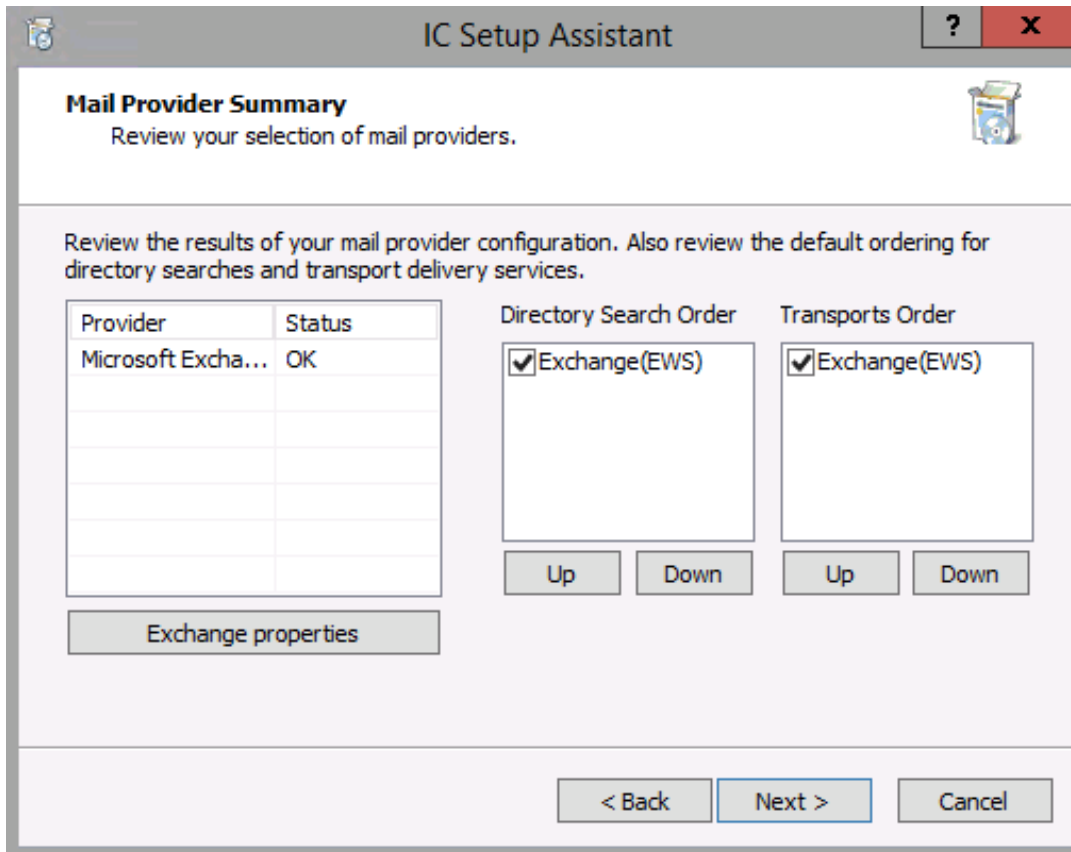 IC Setup Assistant
?
x
Mail Provider Summary
Review your selection of mail providers.
Review the results of your mail provider configuration. Also review the default ordering for
directory searches and transport delivery services.
Provider Status
Microsoft Excha... OK
Directory Search Order
Exchange(EWS)
Up Down
Transports Order
Exchange(EWS)
Up Down
Exchange properties
< Back Next > Cancel